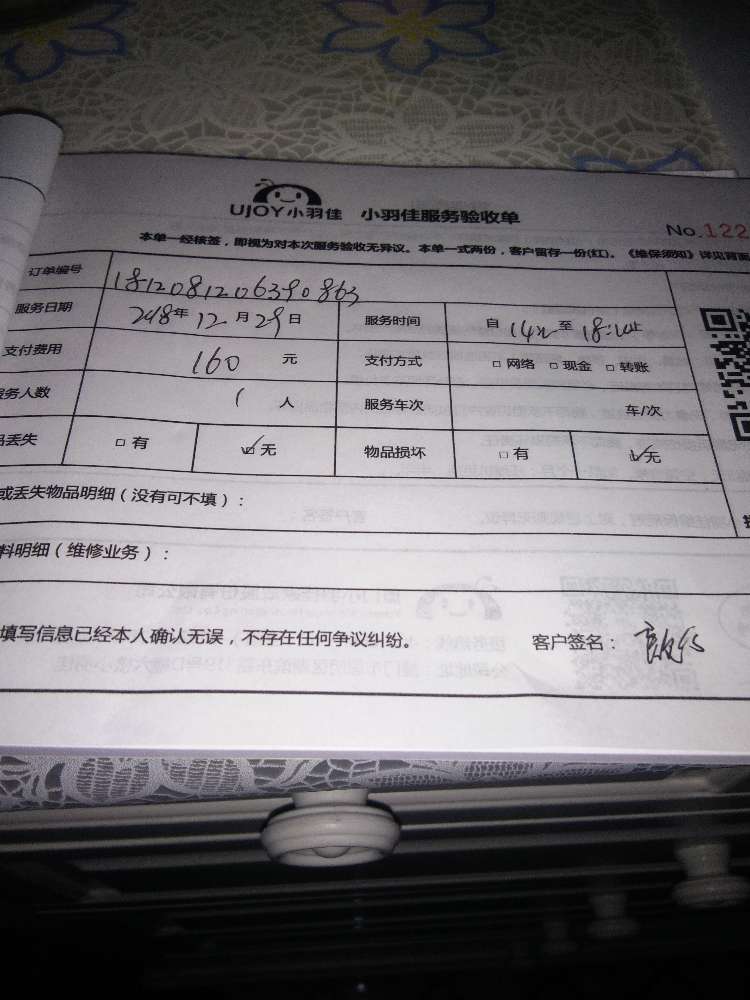 UJOY小羽佳 小羽佳服务验收单
No.122
本单一经核签，即视为对本次服务验收无异议。本单一式两份，客户留存一份(红)。《维保须知》详见背面
订单编号 1812081206390863
服务日期 2018年12月29日 服务时间 自 14 至 18: 止
支付费用 160 元 支付方式 □ 网络 □ 现金 □ 转账
务人数 1 人 服务车次 车/次
丢失 □ 有 ☑ 无 物品损坏 □ 有 ☑ 无
或丢失物品明细（没有可不填）：
料明细（维修业务）：
填写信息已经本人确认无误，不存在任何争议纠纷。 客户签名：